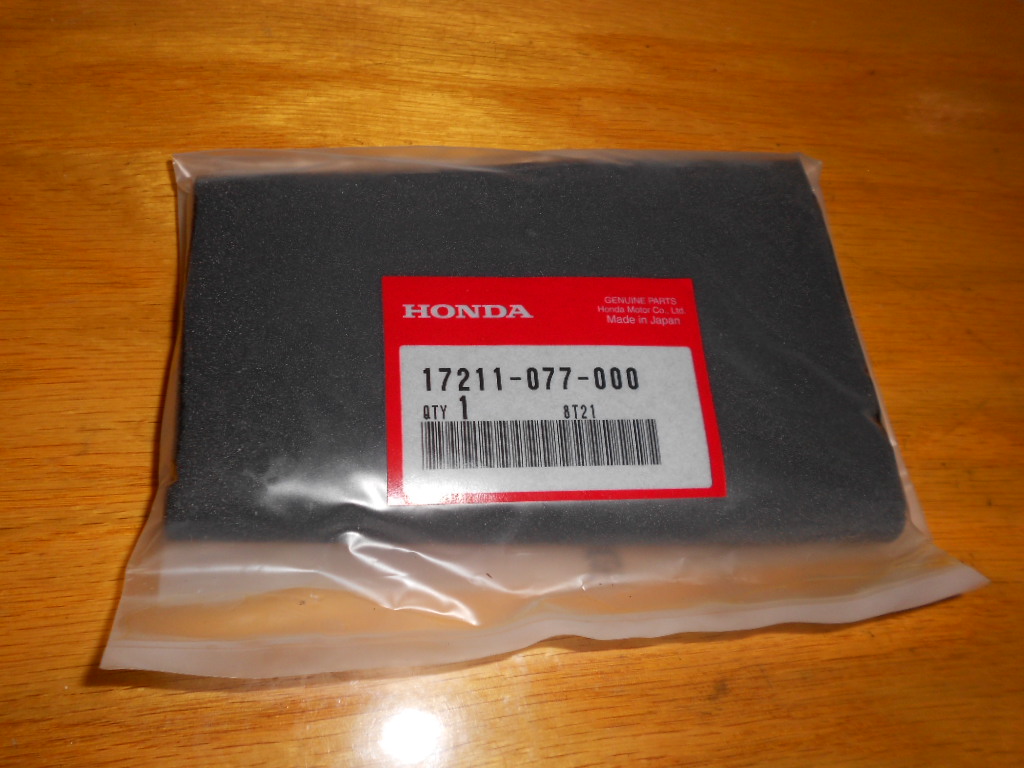 HONDA
GENUINE PARTS
Honda Motor Co., Ltd.
Made in Japan
17211-077-000
QTY 1 8T21